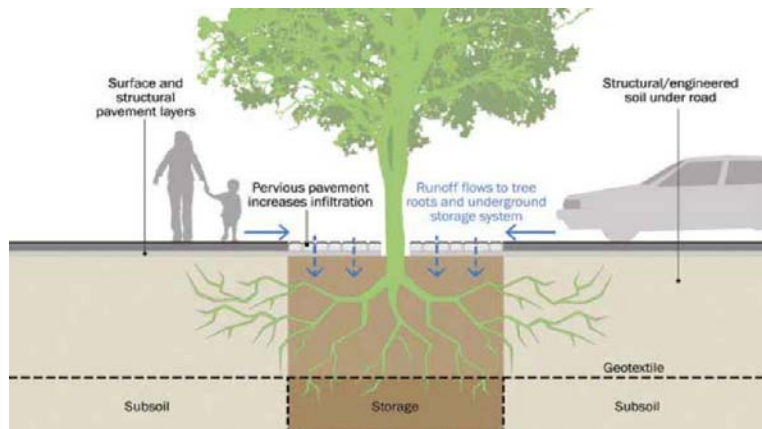 Surface and
structural
pavement layers
Structural/engineered
soil under road
Pervious pavement
increases infiltration
Runoff flows to tree
roots and underground
storage system
Geotextile
Subsoil
Storage
Subsoil